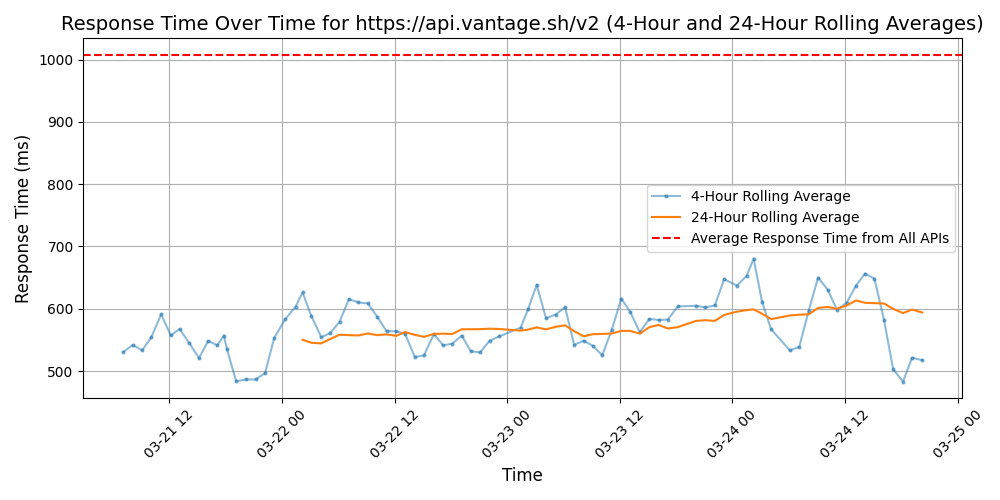 Response Time Over Time for https://api.vantage.sh/v2 (4-Hour and 24-Hour Rolling Averages)
Response Time (ms)
1000
900
800
700
600
500
4-Hour Rolling Average
24-Hour Rolling Average
Average Response Time from All APIs
03-21 12
03-22 00
03-22 12
03-23 00
03-23 12
03-24 00
03-24 12
03-25 00
Time